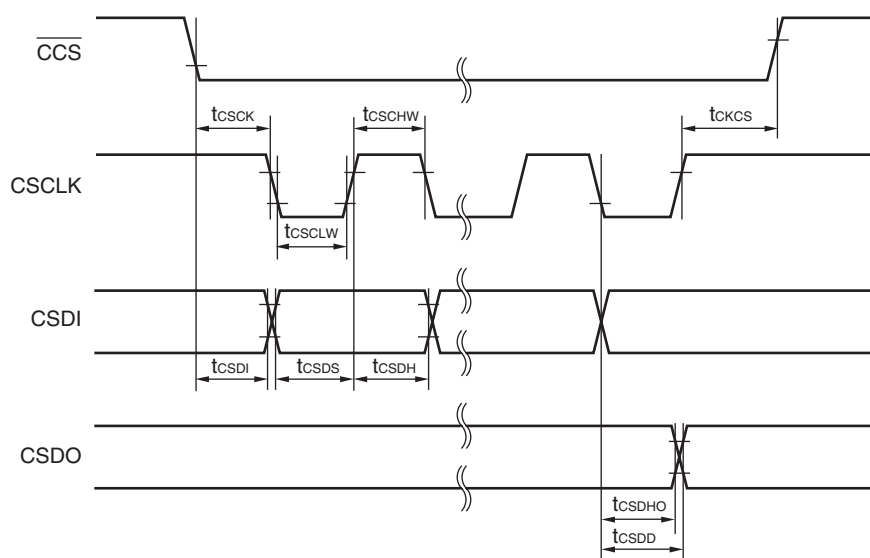 CCS
tCSCK
tCSCHW
tCKCS
CSCLK
tCSCLW
CSDI
tCSDI
tCSDS
tCSDH
CSDO
tCSDHO
tCSDD